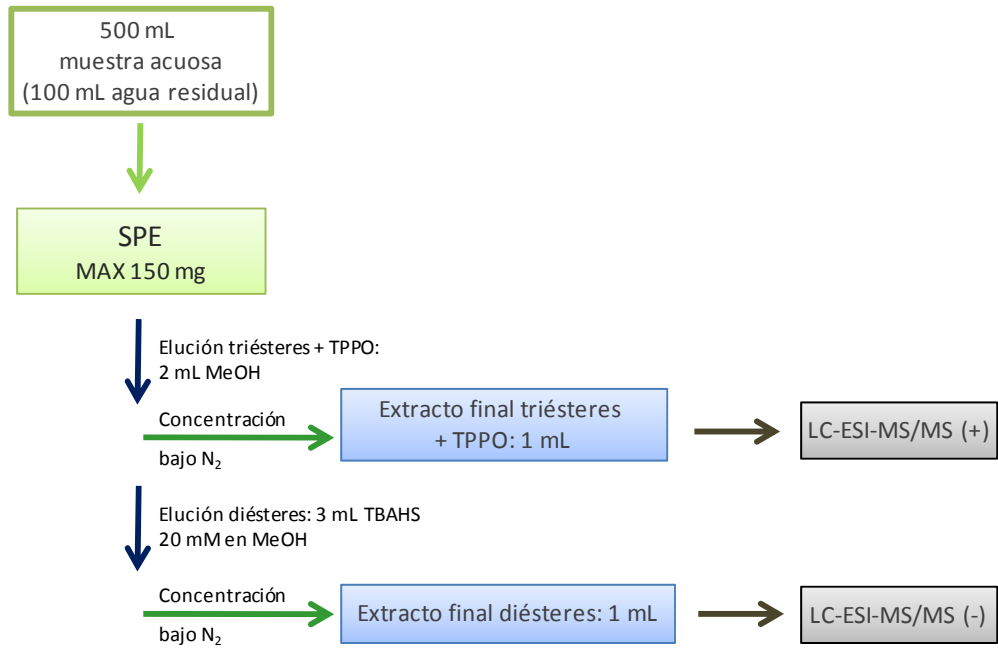 500 mL
muestra acuosa
(100 mL agua residual)
SPE
MAX 150 mg
Elución triésteres + TPPO:
2 mL MeOH
Concentración
bajo N₂
Extracto final triésteres
+ TPPO: 1 mL
LC-ESI-MS/MS (+)
Elución diésteres: 3 mL TBAHS
20 mM en MeOH
Concentración
bajo N₂
Extracto final diésteres: 1 mL
LC-ESI-MS/MS (-)